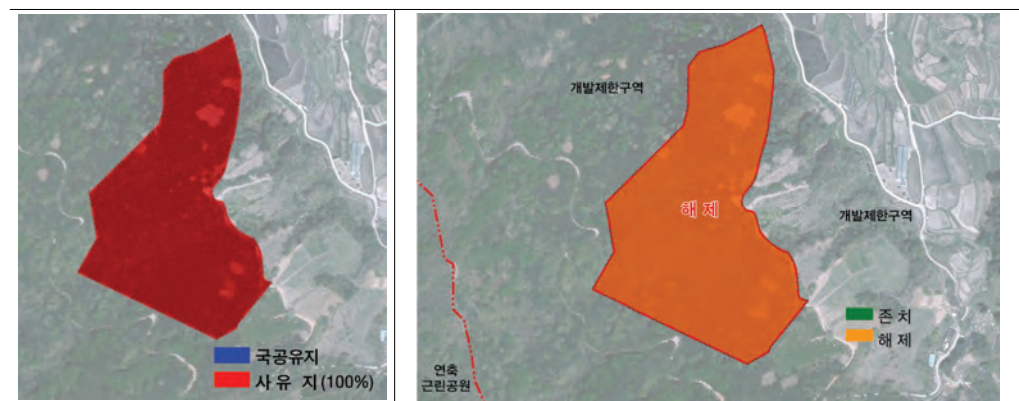 국공유지
사 유 지(100%)
개발제한구역
해 제
개발제한구역
존 치
해 제
연축
근린공원